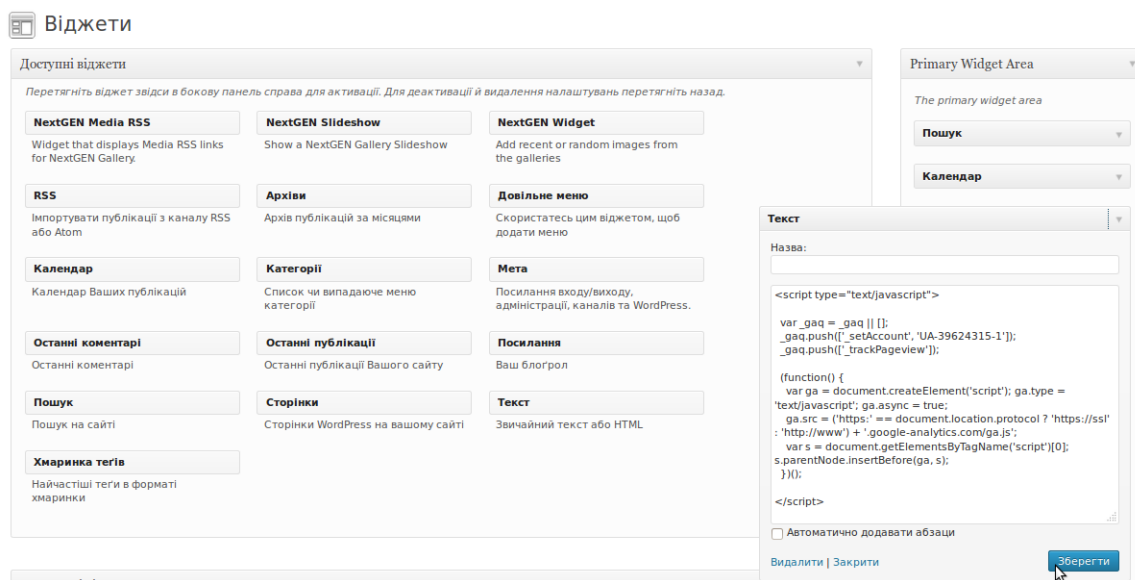 Віджети
Доступні віджети
Перетягніть віджет звідси в бокову панель справа для активації. Для деактивації й видалення налаштувань перетягніть назад.
NextGEN Media RSS
Widget that displays Media RSS links
for NextGEN Gallery.
NextGEN Slideshow
Show a NextGEN Gallery Slideshow
NextGEN Widget
Add recent or random images from
the galleries
RSS
Імпортувати публікації з каналу RSS
або Atom
Архіви
Архів публікацій за місяцями
Довільне меню
Скористатесь цим віджетом, щоб
додати меню
Календар
Календар Ваших публікацій
Категорії
Список чи випадаюче меню
категорії
Мета
Посилання входу/виходу,
адміністрації, каналів та WordPress.
Останні коментарі
Останні коментарі
Останні публікації
Останні публікації Вашого сайту
Посилання
Ваш блоґрол
Пошук
Пошук на сайті
Сторінки
Сторінки WordPress на вашому сайті
Текст
Звичайний текст або HTML
Хмаринка теґів
Найчастіші теґи в форматі
хмаринки
Primary Widget Area
The primary widget area
Пошук
Календар
Текст
Назва:
<script type="text/javascript">
var _gaq = _gaq || [];
_gaq.push(['_setAccount', 'UA-39624315-1']);
_gaq.push(['_trackPageview']);
(function() {
var ga = document.createElement('script'); ga.type =
'text/javascript'; ga.async = true;
ga.src = ('https:' == document.location.protocol ? 'https://ssl'
: 'http://www') + '.google-analytics.com/ga.js';
var s = document.getElementsByTagName('script')[0];
s.parentNode.insertBefore(ga, s);
})();
</script>
Автоматично додавати абзаци
Видалити | Закрити
Зберегти